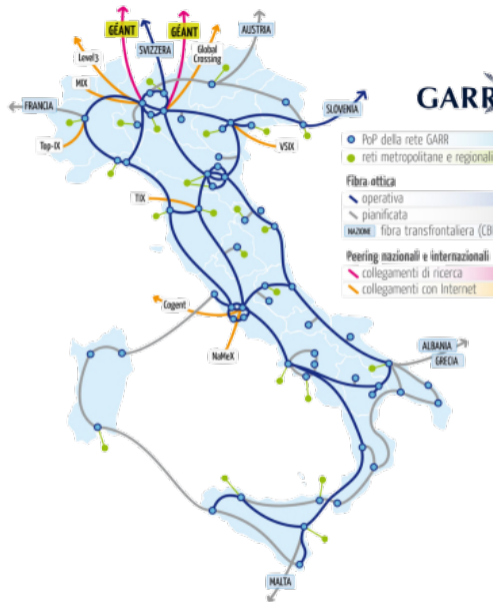 GÉANT
SVIZZERA
GÉANT
AUSTRIA
Level3
Global
Crossing
MIX
FRANCIA
SLOVENIA
GARR
Top-IX
VSIX
PoP della rete GARR
reti metropolitane e regionali
Fibra ottica
operativa
pianificata
NAZIONE fibra transfrontaliera (CB
Peering nazionali e internazionali
collegamenti di ricerca
collegamenti con Internet
TIX
Cogent
NaMeX
ALBANIA
GRECIA
MALTA